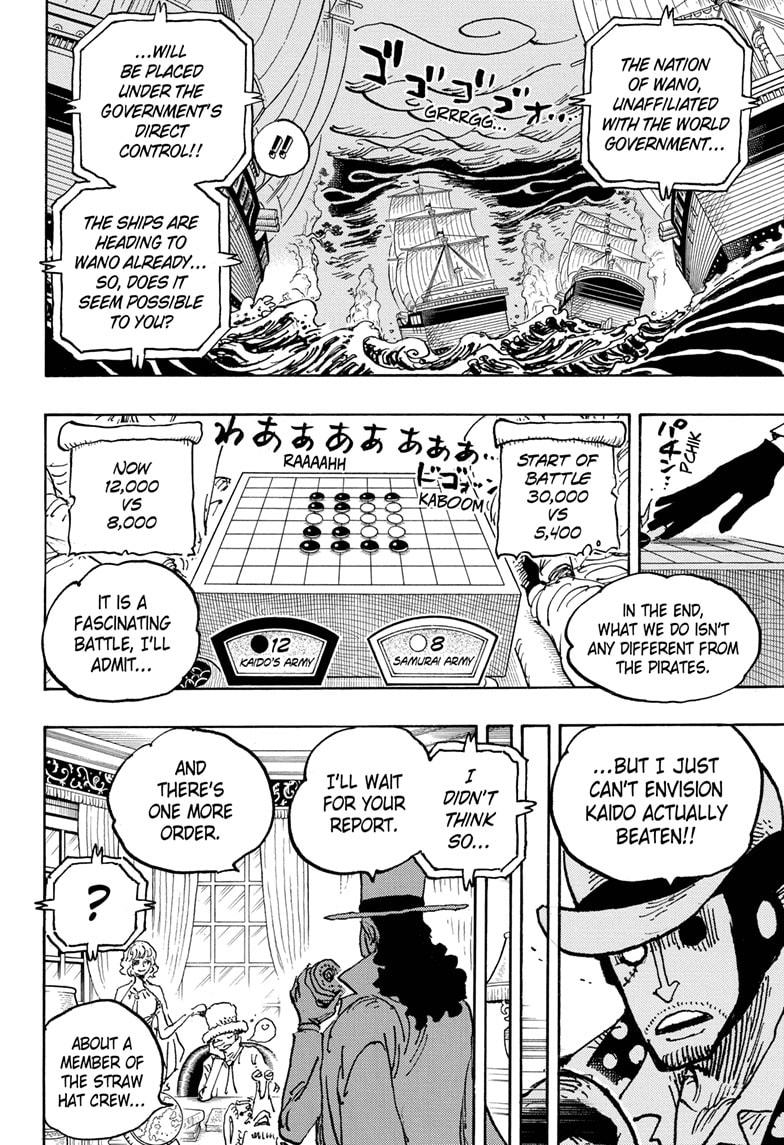 THE NATION
OF WANO,
UNAFFILIATED
WITH THE WORLD
GOVERNMENT...
ゴゴゴゴォ...
GRRRGG...
...WILL
BE PLACED
UNDER THE
GOVERNMENT'S
DIRECT
CONTROL!!
!!
THE SHIPS ARE
HEADING TO
WANO ALREADY...
SO, DOES IT
SEEM POSSIBLE
TO YOU?
パチン...
PCHIK
IN THE END,
WHAT WE DO ISN'T
ANY DIFFERENT FROM
THE PIRATES.
START OF
BATTLE
30,000
VS
5,400
わあああああああ...
RAAAAHH
ドゴォッン
KABOOM
NOW
12,000
VS
8,000
IT IS A
FASCINATING
BATTLE, I'LL
ADMIT...
12
KAIDO'S ARMY
8
SAMURAI ARMY
...BUT I JUST
CAN'T ENVISION
KAIDO ACTUALLY
BEATEN!!
I
DIDN'T
THINK
SO...
I'LL WAIT
FOR YOUR
REPORT.
AND
THERE'S
ONE MORE
ORDER.
?
ABOUT A
MEMBER OF
THE STRAW
HAT CREW...